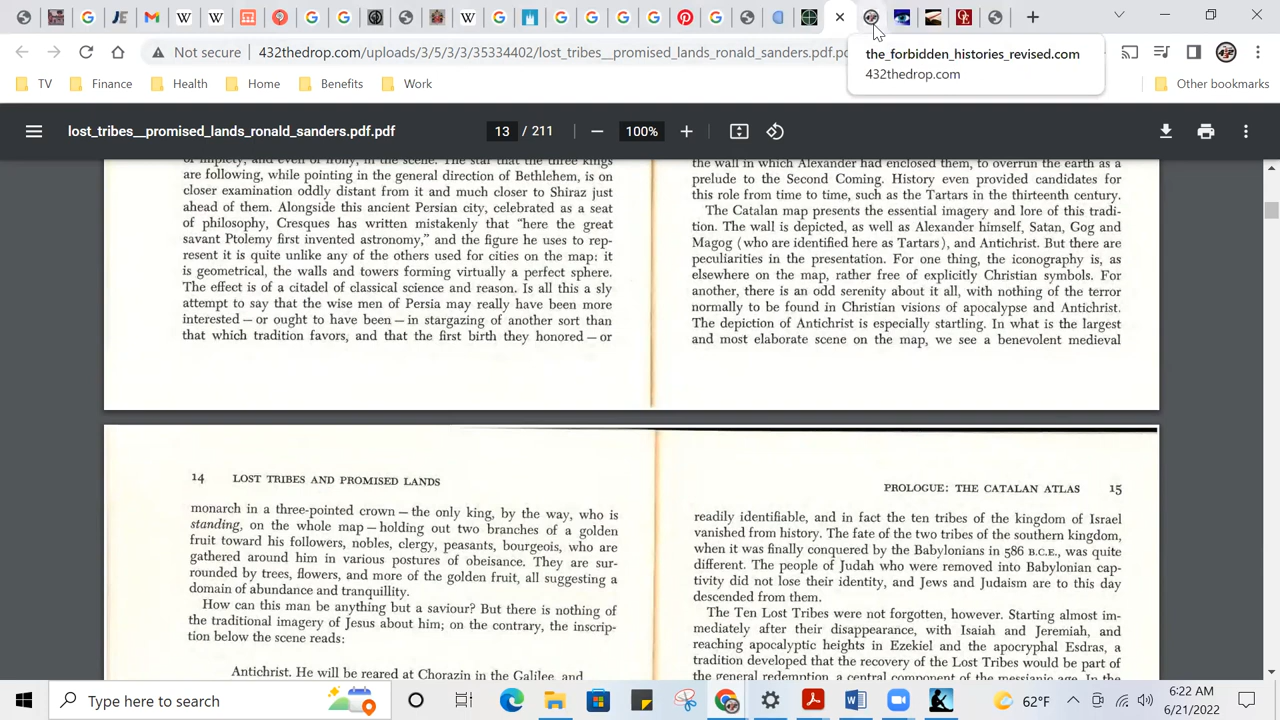 Not secure
432thedrop.com/uploads/3/5/3/3/35334402/lost_tribes__promised_lands_ronald_sanders.pdf.pd
the_forbidden_histories_revised.com
432thedrop.com
TV
Finance
Health
Home
Benefits
Work
Other bookmarks
lost_tribes__promised_lands_ronald_sanders.pdf.pdf
13 / 211
100%
of impiety, and even of irony, in the scene. The star that the three kings
are following, while pointing in the general direction of Bethlehem, is on
closer examination oddly distant from it and much closer to Shiraz just
ahead of them. Alongside this ancient Persian city, celebrated as a seat
of philosophy, Cresques has written mistakenly that "here the great
savant Ptolemy first invented astronomy," and the figure he uses to rep-
resent it is quite unlike any of the others used for cities on the map: it
is geometrical, the walls and towers forming virtually a perfect sphere.
The effect is of a citadel of classical science and reason. Is all this a sly
attempt to say that the wise men of Persia may really have been more
interested — or ought to have been — in stargazing of another sort than
that which tradition favors, and that the first birth they honored — or
the wall in which Alexander had enclosed them, to overrun the earth as a
prelude to the Second Coming. History even provided candidates for
this role from time to time, such as the Tartars in the thirteenth century.
The Catalan map presents the essential imagery and lore of this tradi-
tion. The wall is depicted, as well as Alexander himself, Satan, Gog and
Magog (who are identified here as Tartars), and Antichrist. But there are
peculiarities in the presentation. For one thing, the iconography is, as
elsewhere on the map, rather free of explicitly Christian symbols. For
another, there is an odd serenity about it all, with nothing of the terror
normally to be found in Christian visions of apocalypse and Antichrist.
The depiction of Antichrist is especially startling. In what is the largest
and most elaborate scene on the map, we see a benevolent medieval
14 LOST TRIBES AND PROMISED LANDS
monarch in a three-pointed crown — the only king, by the way, who is
standing, on the whole map — holding out two branches of a golden
fruit toward his followers, nobles, clergy, peasants, bourgeois, who are
gathered around him in various postures of obeisance. They are sur-
rounded by trees, flowers, and more of the golden fruit, all suggesting a
domain of abundance and tranquillity.
How can this man be anything but a saviour? But there is nothing of
the traditional imagery of Jesus about him; on the contrary, the inscrip-
tion below the scene reads:
Antichrist. He will be reared at Chorazin in the Galilee, and
PROLOGUE: THE CATALAN ATLAS 15
readily identifiable, and in fact the ten tribes of the kingdom of Israel
vanished from history. The fate of the two tribes of the southern kingdom,
when it was finally conquered by the Babylonians in 586 B.C.E., was quite
different. The people of Judah who were removed into Babylonian cap-
tivity did not lose their identity, and Jews and Judaism are to this day
descended from them.
The Ten Lost Tribes were not forgotten, however. Starting almost im-
mediately after their disappearance, with Isaiah and Jeremiah, and
reaching apocalyptic heights in Ezekiel and the apocryphal Esdras, a
tradition developed that the recovery of the Lost Tribes would be part of
the general redemption, a central component of the messianic age. In the
Type here to search
62°F
6:22 AM
6/21/2022